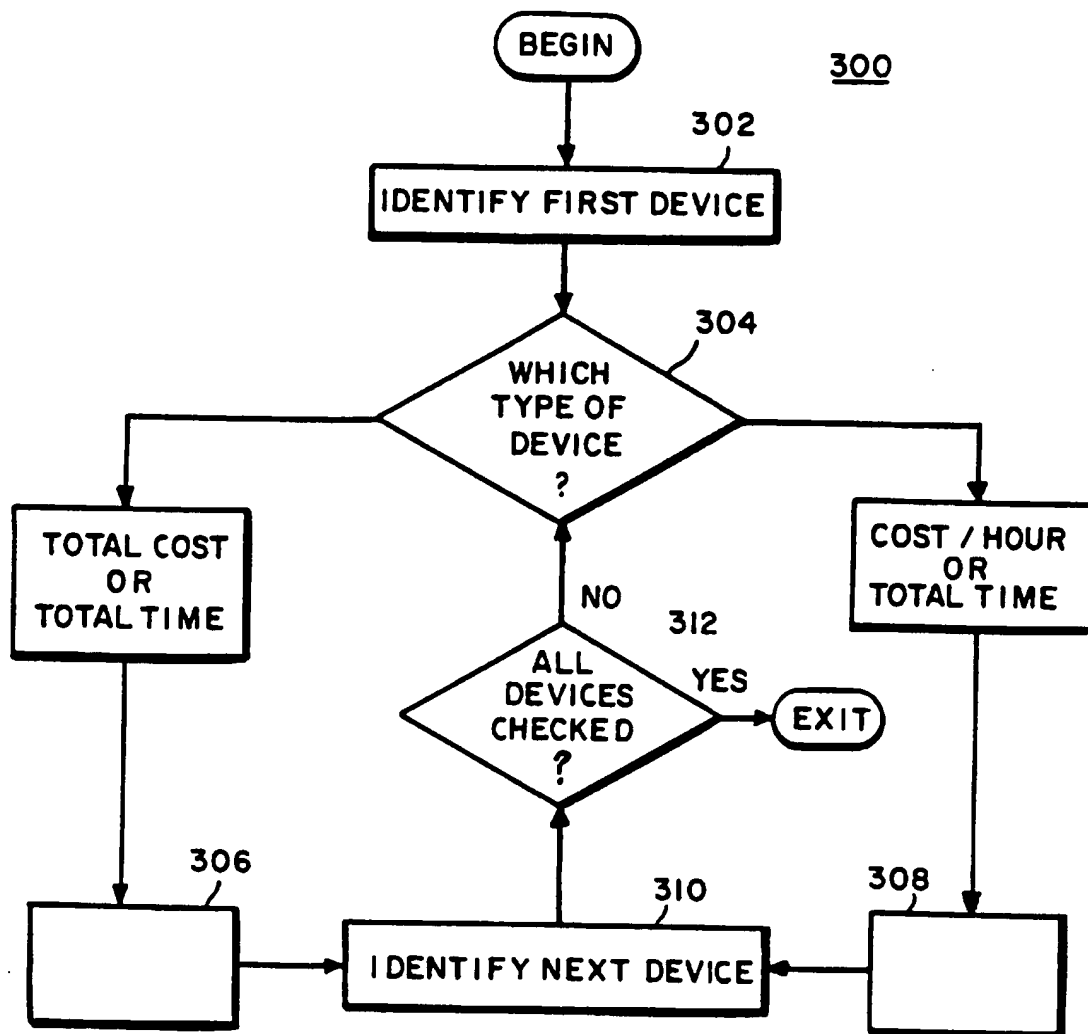 BEGIN
300
302
IDENTIFY FIRST DEVICE
304
WHICH
TYPE OF
DEVICE
?
TOTAL COST
OR
TOTAL TIME
COST / HOUR
OR
TOTAL TIME
NO
312
ALL
DEVICES
CHECKED
?
YES
EXIT
306
310
308
IDENTIFY NEXT DEVICE